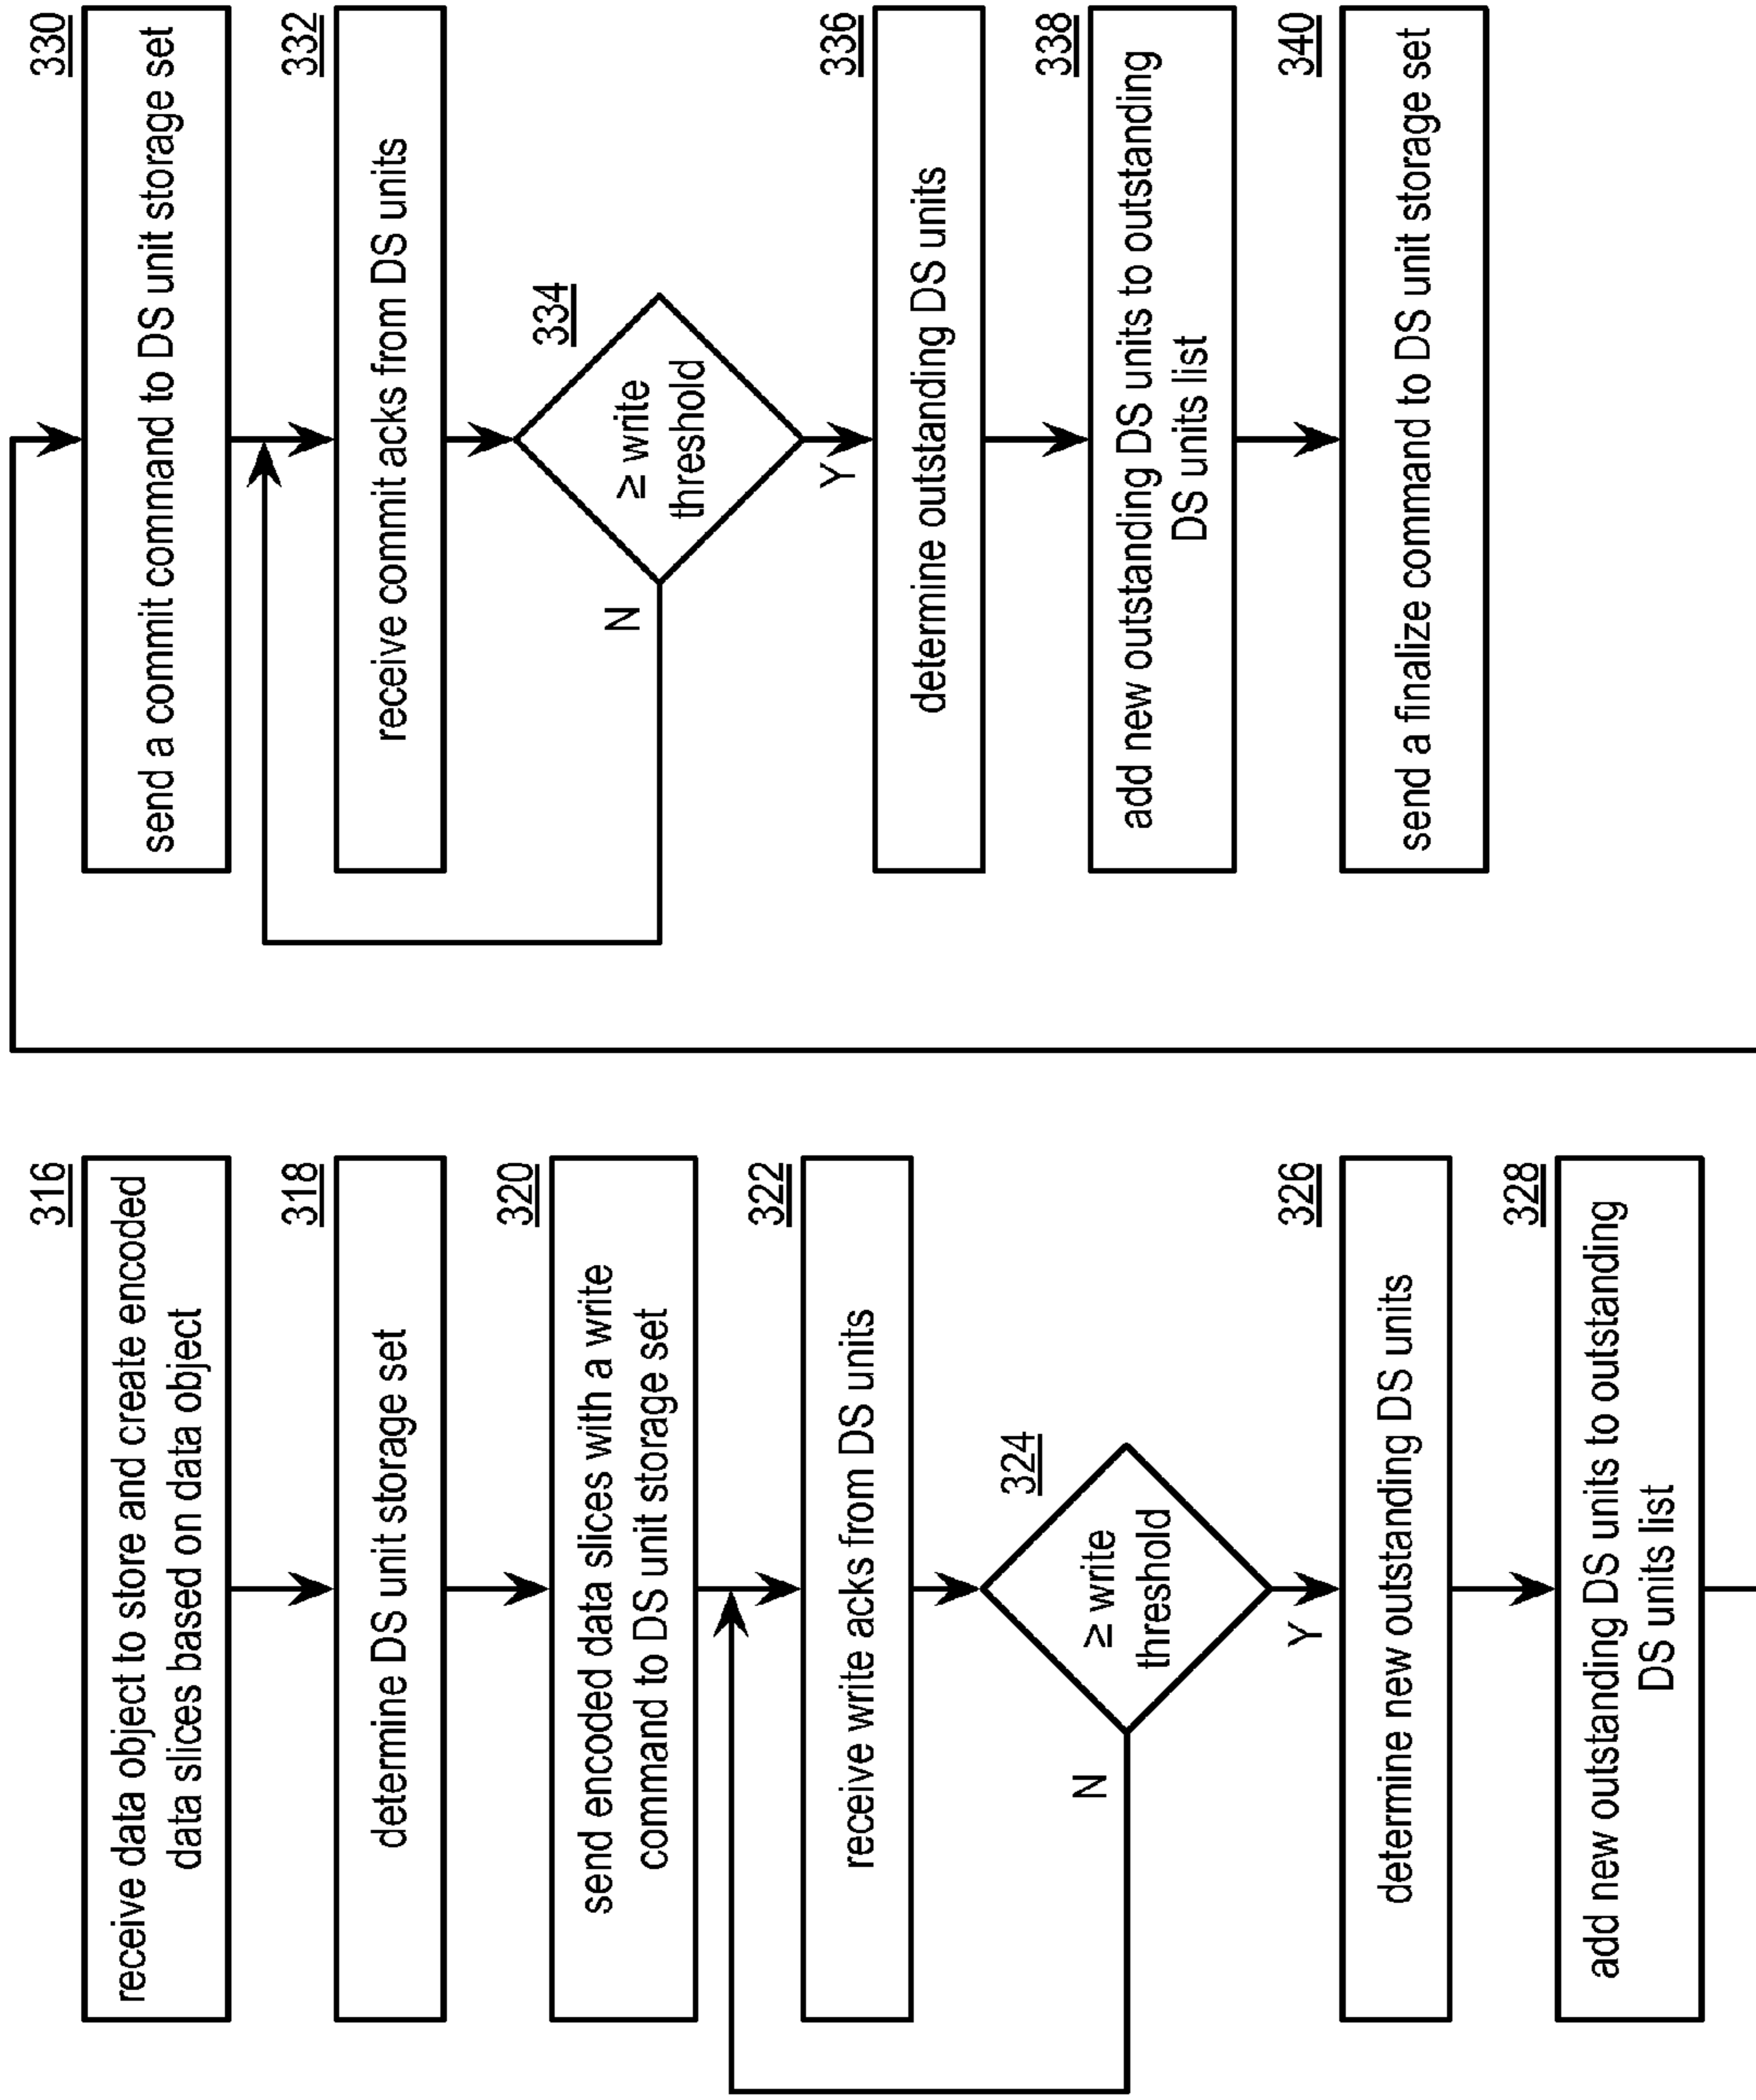 316
receive data object to store and create encoded
data slices based on data object
318
determine DS unit storage set
320
send encoded data slices with a write
command to DS unit storage set
322
receive write acks from DS units
324
≥ write
threshold
N
Y
326
determine new outstanding DS units
328
add new outstanding DS units to outstanding
DS units list
330
send a commit command to DS unit storage set
332
receive commit acks from DS units
334
≥ write
threshold
N
Y
336
determine outstanding DS units
338
add new outstanding DS units to outstanding
DS units list
340
send a finalize command to DS unit storage set